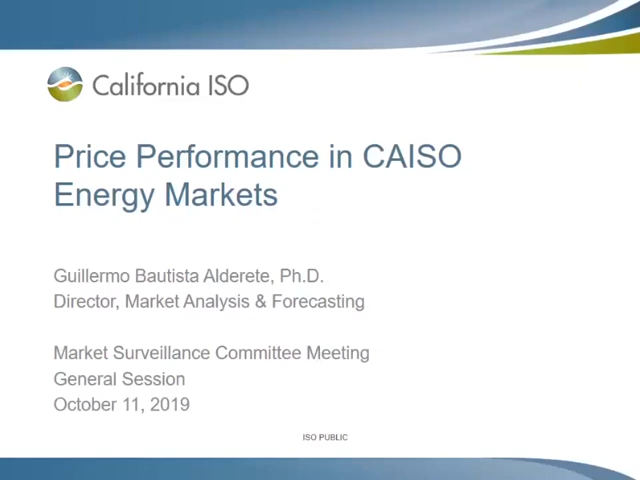 California ISO
Price Performance in CAISO
Energy Markets
Guillermo Bautista Alderete, Ph.D.
Director, Market Analysis & Forecasting
Market Surveillance Committee Meeting
General Session
October 11, 2019
ISO PUBLIC